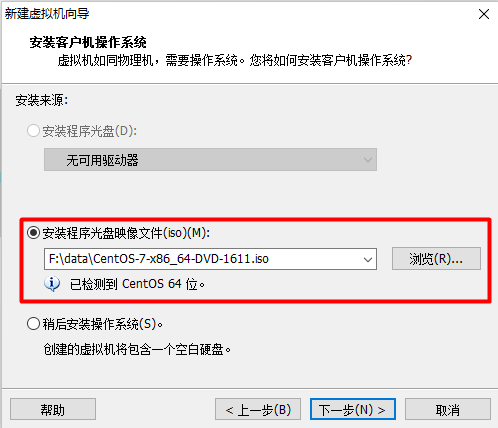 新建虚拟机向导
安装客户机操作系统
虚拟机如同物理机，需要操作系统。您将如何安装客户机操作系统?
安装来源:
安装程序光盘(D):
无可用驱动器
安装程序光盘映像文件(iso)(M):
F:\data\CentOS-7-x86_64-DVD-1611.iso
浏览(R)...
已检测到 CentOS 64 位。
稍后安装操作系统(S)。
创建的虚拟机将包含一个空白硬盘。
帮助
< 上一步(B)
下一步(N) >
取消